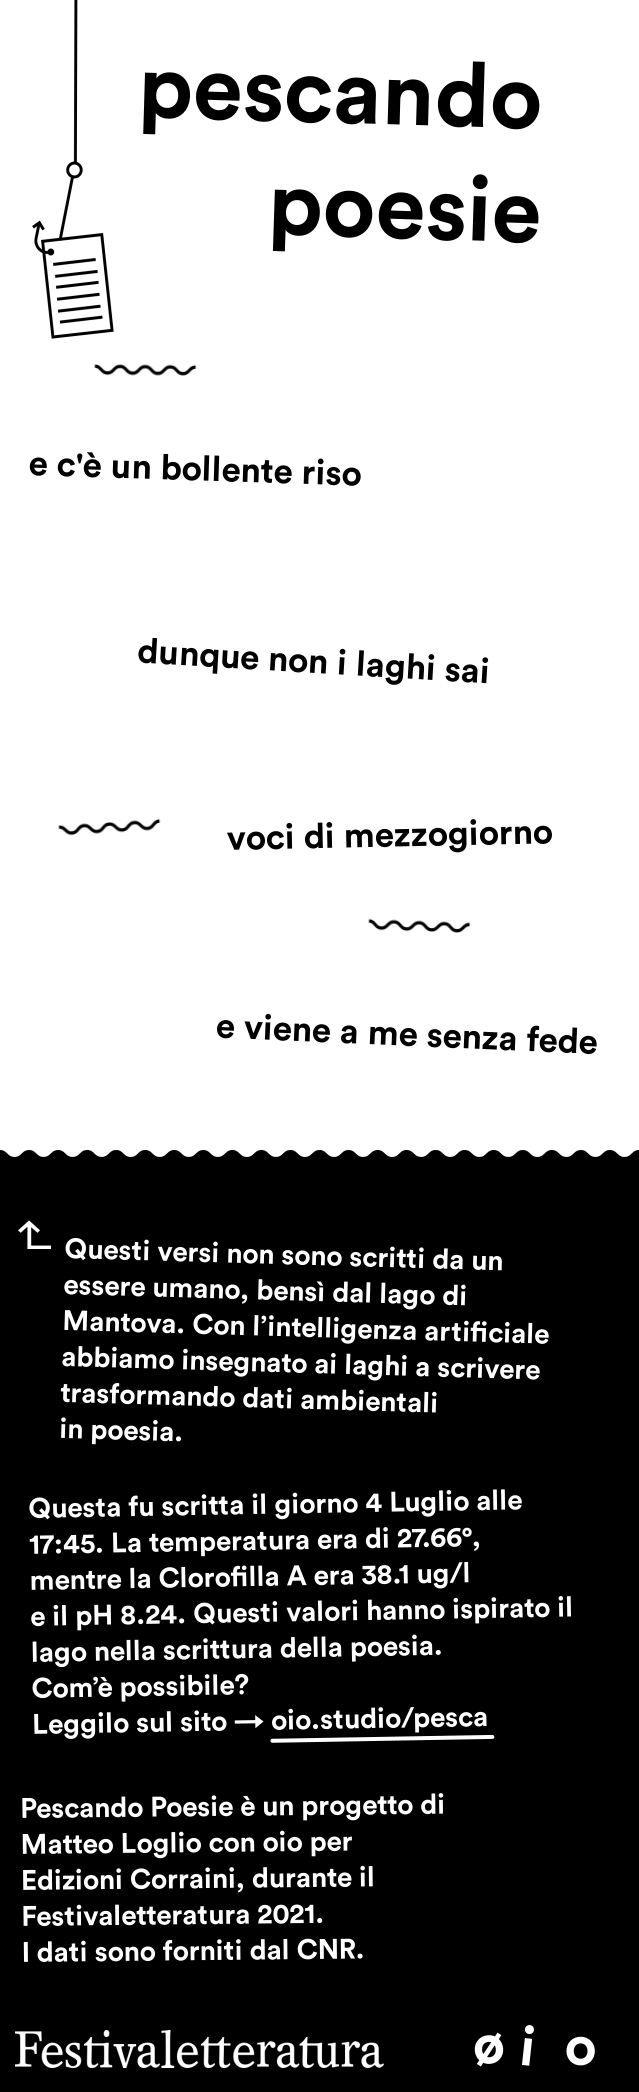 pescando
poesie
e c'è un bollente riso
dunque non i laghi sai
voci di mezzogiorno
e viene a me senza fede
Questi versi non sono scritti da un
essere umano, bensì dal lago di
Mantova. Con l’intelligenza artificiale
abbiamo insegnato ai laghi a scrivere
trasformando dati ambientali
in poesia.
Questa fu scritta il giorno 4 Luglio alle
17:45. La temperatura era di 27.66°,
mentre la Clorofilla A era 38.1 ug/l
e il pH 8.24. Questi valori hanno ispirato il
lago nella scrittura della poesia.
Com’è possibile?
Leggilo sul sito → oio.studio/pesca
Pescando Poesie è un progetto di
Matteo Loglio con oio per
Edizioni Corraini, durante il
Festivaletteratura 2021.
I dati sono forniti dal CNR.
Festivaletteratura øio